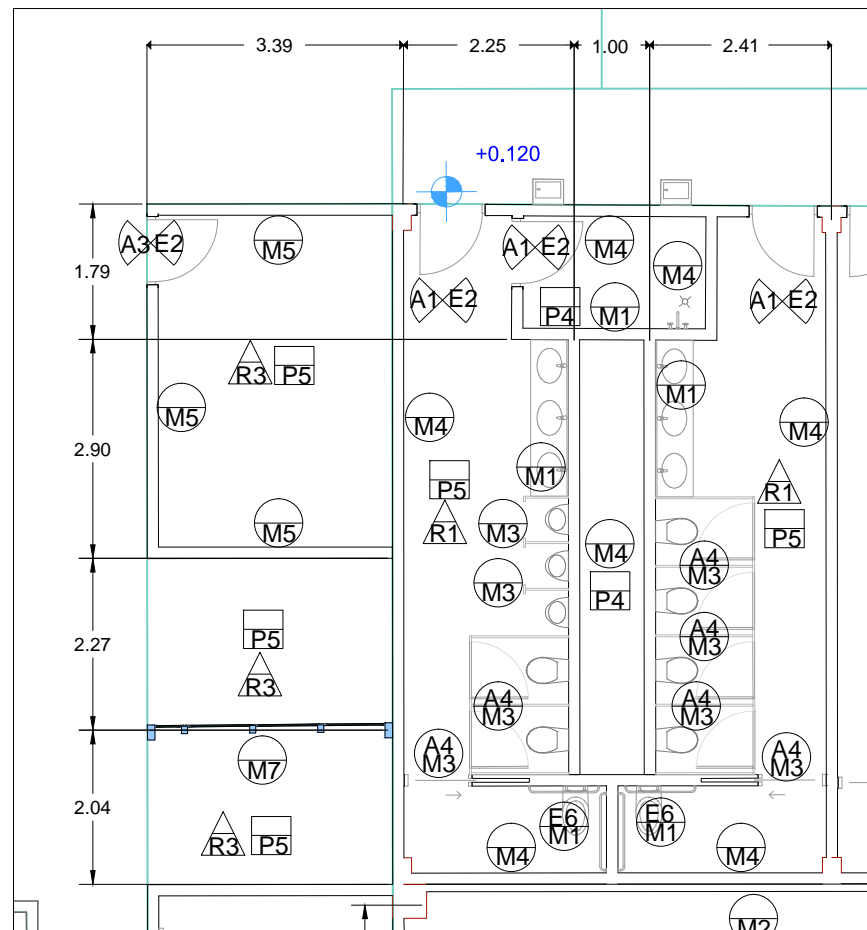 3.39 2.25 1.00 2.41
+0.120
A3 E2 M5 A1 E2 M4
M4
1.79
A1 E2 P4 M1 A1 E2
R3 P5
M5 M4 M1 M4
2.90
P5 M1 R1
R1 M3 P5
M5
M4 A4
M3
M3 P4
P5 A4
M3
2.27
R3
A4
M3 A4
M3
A4
M3 A4
M3
M7
2.04
R3 P5 E6
M1 E6
M1
M4 M4
M2